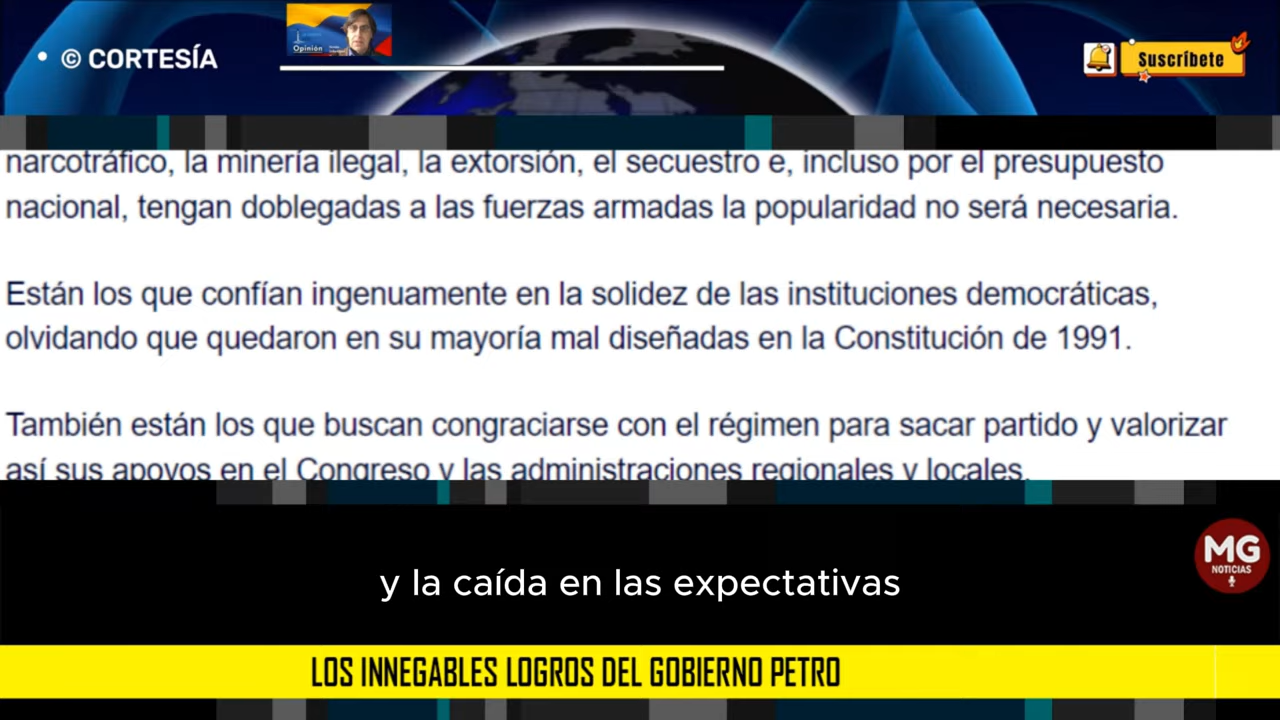 © CORTESÍA
Opinión
Suscríbete
narcotráfico, la minería ilegal, la extorsión, el secuestro e, incluso por el presupuesto
nacional, tengan doblegadas a las fuerzas armadas la popularidad no será necesaria.
Están los que confían ingenuamente en la solidez de las instituciones democráticas,
olvidando que quedaron en su mayoría mal diseñadas en la Constitución de 1991.
También están los que buscan congraciarse con el régimen para sacar partido y valorizar
así sus apoyos en el Congreso y las administraciones regionales y locales.
MG
NOTICIAS
y la caída en las expectativas
LOS INNEGABLES LOGROS DEL GOBIERNO PETRO